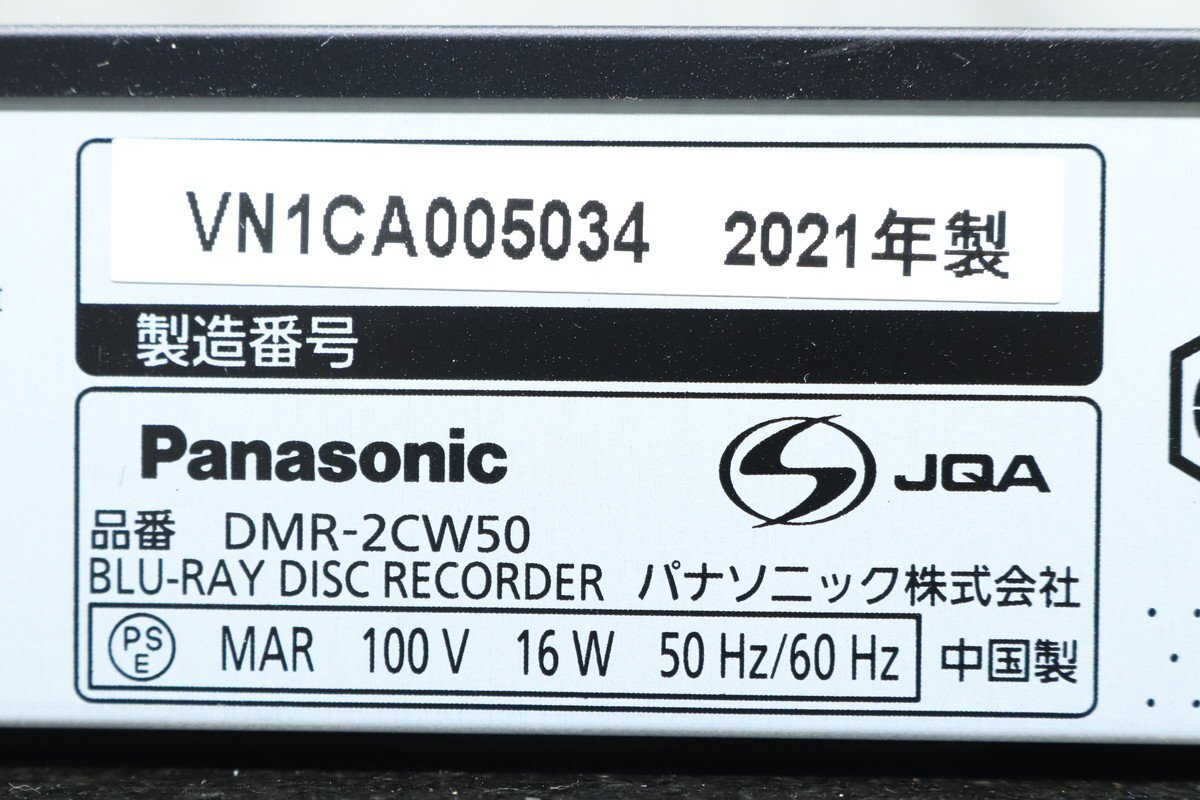 VN1CA005034 2021年製
製造番号
Panasonic
JQA
品番 DMR-2CW50
BLU-RAY DISC RECORDER パナソニック株式会社
PSE MAR 100 V 16 W 50 Hz/60 Hz 中国製